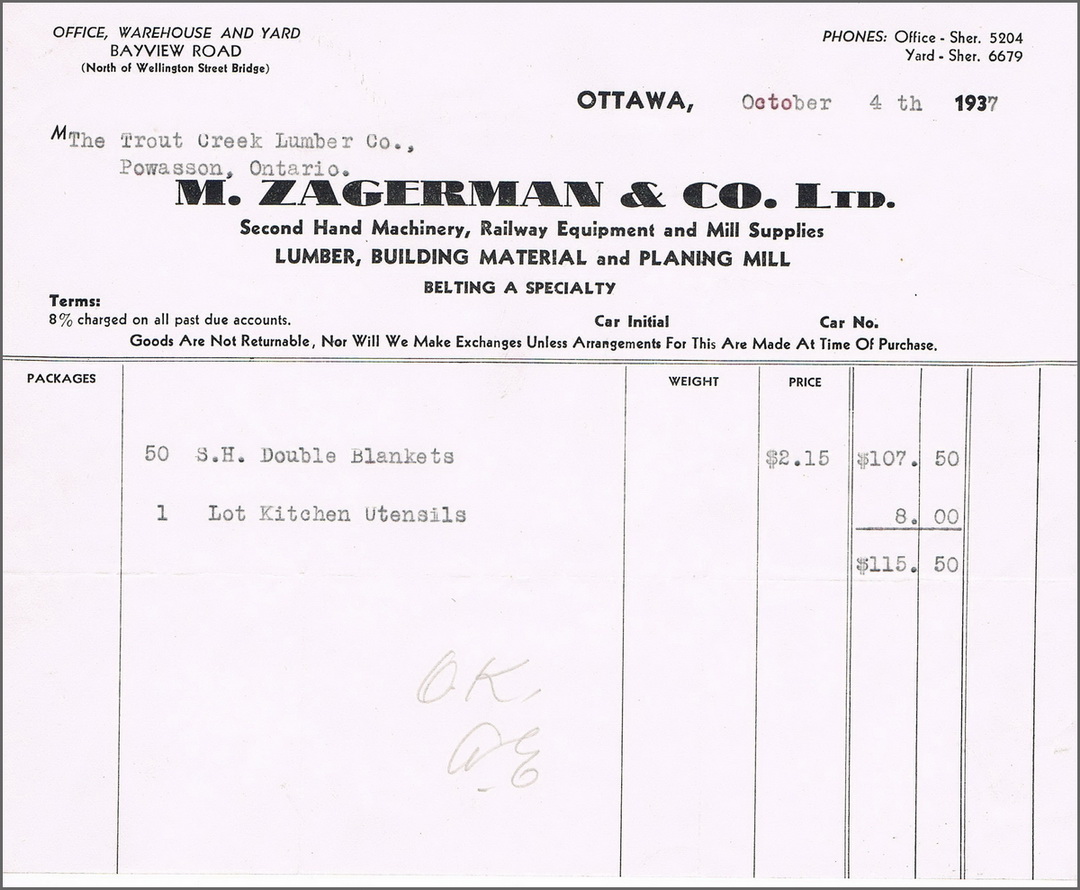 OFFICE, WAREHOUSE AND YARD
BAYVIEW ROAD
(North of Wellington Street Bridge)
PHONES: Office - Sher. 5204
Yard - Sher. 6679
OTTAWA, October 4 th 1937
M The Trout Creek Lumber Co.,
Powasson, Ontario.
M. ZAGERMAN & CO. LTD.
Second Hand Machinery, Railway Equipment and Mill Supplies
LUMBER, BUILDING MATERIAL and PLANING MILL
BELTING A SPECIALTY
Terms:
8% charged on all past due accounts.
Car Initial Car No.
Goods Are Not Returnable, Nor Will We Make Exchanges Unless Arrangements For This Are Made At Time Of Purchase.
PACKAGES WEIGHT PRICE
50 S.H. Double Blankets $2.15 $107. 50
1 Lot Kitchen Utensils 8. 00
$115. 50
O.K.